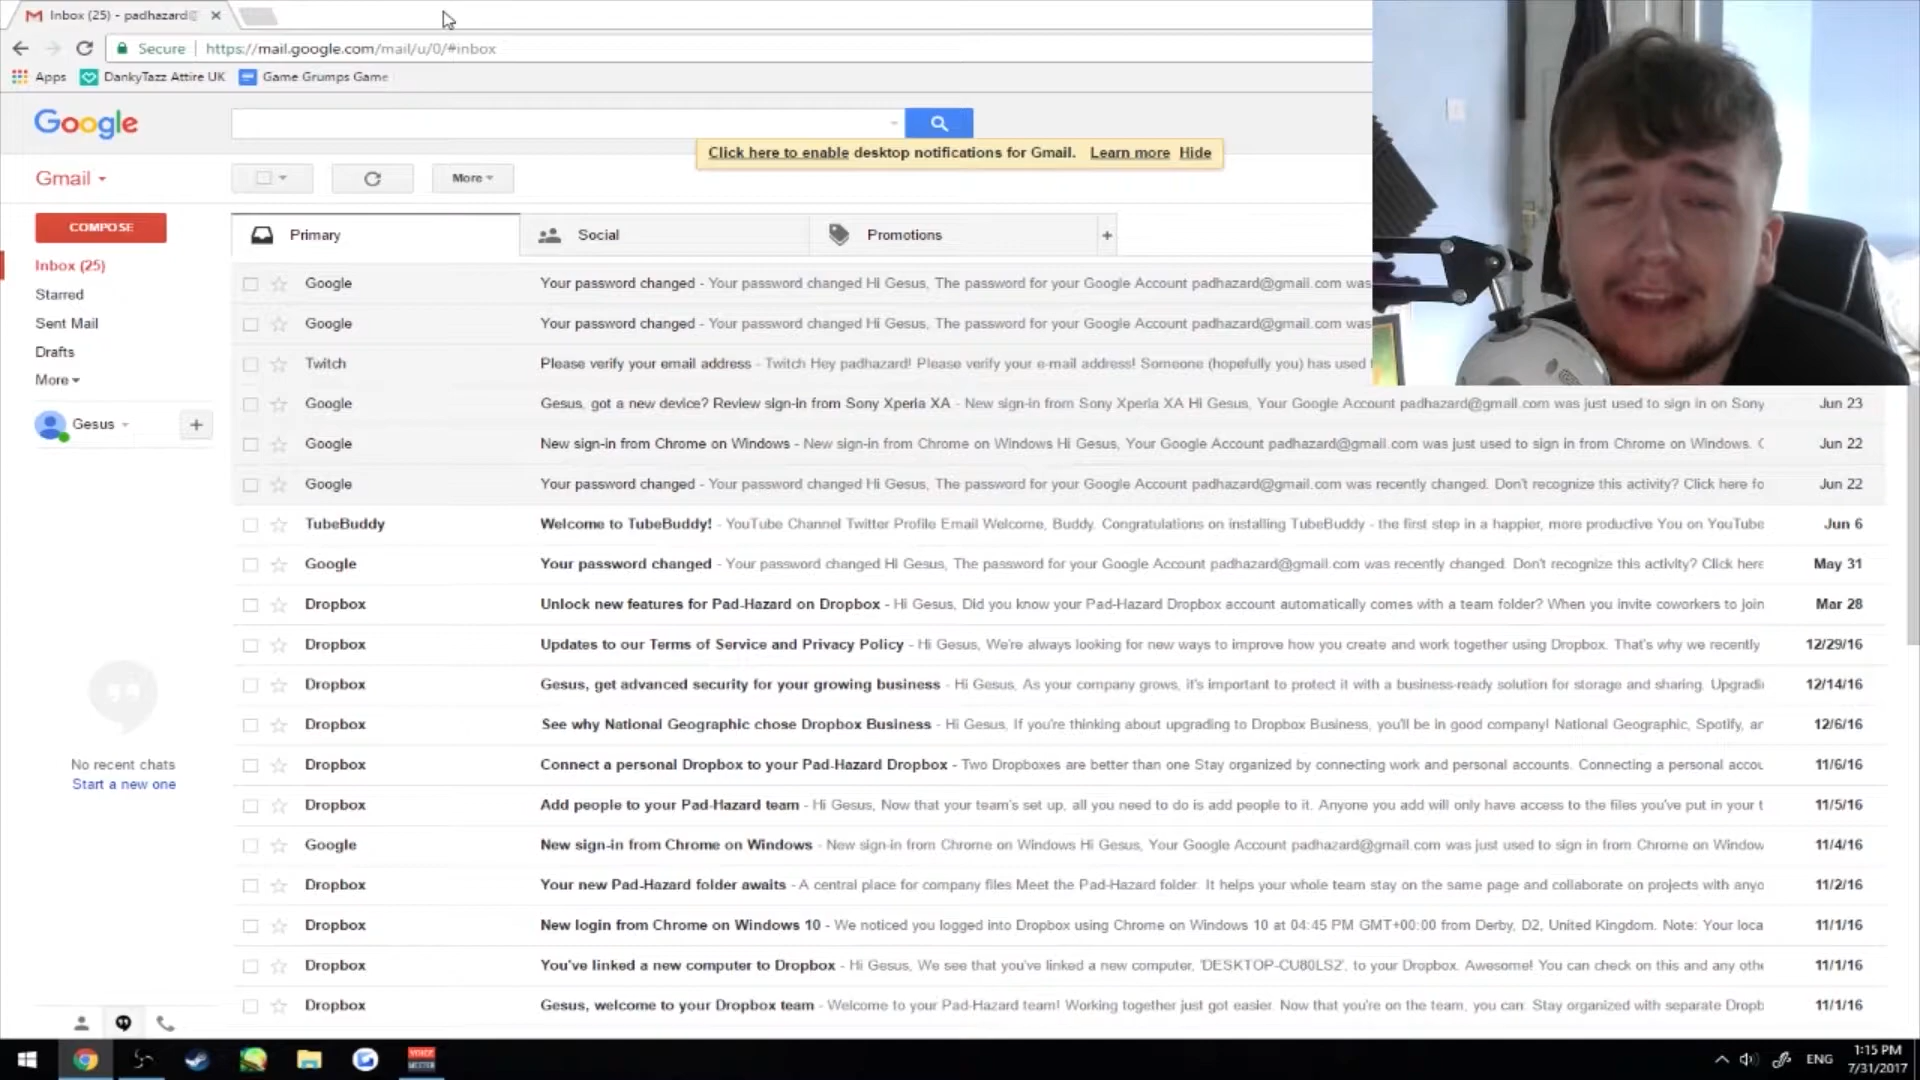 Inbox (25) - padhazard@
Secure
https://mail.google.com/mail/u/0/#inbox
Apps
DankyTazz Attire UK
Game Grumps Game
Google
Click here to enable desktop notifications for Gmail. Learn more Hide
Gmail
More
COMPOSE
Primary
Social
Promotions
Inbox (25)
Starred
Sent Mail
Drafts
More
Gesus
No recent chats
Start a new one
Google Your password changed - Your password changed Hi Gesus, The password for your Google Account padhazard@gmail.com was
Google Your password changed - Your password changed Hi Gesus, The password for your Google Account padhazard@gmail.com was
Twitch Please verify your email address - Twitch Hey padhazard! Please verify your e-mail address! Someone (hopefully you) has used
Google Gesus, got a new device? Review sign-in from Sony Xperia XA - New sign-in from Sony Xperia XA Hi Gesus, Your Google Account padhazard@gmail.com was just used to sign in on Sony Jun 23
Google New sign-in from Chrome on Windows - New sign-in from Chrome on Windows Hi Gesus, Your Google Account padhazard@gmail.com was just used to sign in from Chrome on Windows. Jun 22
Google Your password changed - Your password changed Hi Gesus, The password for your Google Account padhazard@gmail.com was recently changed. Don't recognize this activity? Click here fo Jun 22
TubeBuddy Welcome to TubeBuddy! - YouTube Channel Twitter Profile Email Welcome, Buddy. Congratulations on installing TubeBuddy - the first step in a happier, more productive You on YouTube Jun 6
Google Your password changed - Your password changed Hi Gesus, The password for your Google Account padhazard@gmail.com was recently changed. Don't recognize this activity? Click here May 31
Dropbox Unlock new features for Pad-Hazard on Dropbox - Hi Gesus, Did you know your Pad-Hazard Dropbox account automatically comes with a team folder? When you invite coworkers to join Mar 28
Dropbox Updates to our Terms of Service and Privacy Policy - Hi Gesus, We're always looking for new ways to improve how you create and work together using Dropbox. That's why we recently 12/29/16
Dropbox Gesus, get advanced security for your growing business - Hi Gesus, As your company grows, it's important to protect it with a business-ready solution for storage and sharing. Upgradi 12/14/16
Dropbox See why National Geographic chose Dropbox Business - Hi Gesus, If you're thinking about upgrading to Dropbox Business, you'll be in good company! National Geographic, Spotify, ar 12/6/16
Dropbox Connect a personal Dropbox to your Pad-Hazard Dropbox - Two Dropboxes are better than one Stay organized by connecting work and personal accounts. Connecting a personal accou 11/6/16
Dropbox Add people to your Pad-Hazard team - Hi Gesus, Now that your team's set up, all you need to do is add people to it. Anyone you add will only have access to the files you've put in your t 11/5/16
Google New sign-in from Chrome on Windows - New sign-in from Chrome on Windows Hi Gesus, Your Google Account padhazard@gmail.com was just used to sign in from Chrome on Window 11/4/16
Dropbox Your new Pad-Hazard folder awaits - A central place for company files Meet the Pad-Hazard folder. It helps your whole team stay on the same page and collaborate on projects with anyo 11/2/16
Dropbox New login from Chrome on Windows 10 - We noticed you logged into Dropbox using Chrome on Windows 10 at 04:45 PM GMT+00:00 from Derby, D2, United Kingdom. Note: Your loca 11/1/16
Dropbox You've linked a new computer to Dropbox - Hi Gesus, We see that you've linked a new computer, 'DESKTOP-CU80LS2', to your Dropbox. Awesome! You can check on this and any othe 11/1/16
Dropbox Gesus, welcome to your Dropbox team - Welcome to your Pad-Hazard team! Working together just got easier. Now that you're on the team, you can: Stay organized with separate Dropb 11/1/16
VOICE
MEETER
ENG
1:15 PM
7/31/2017